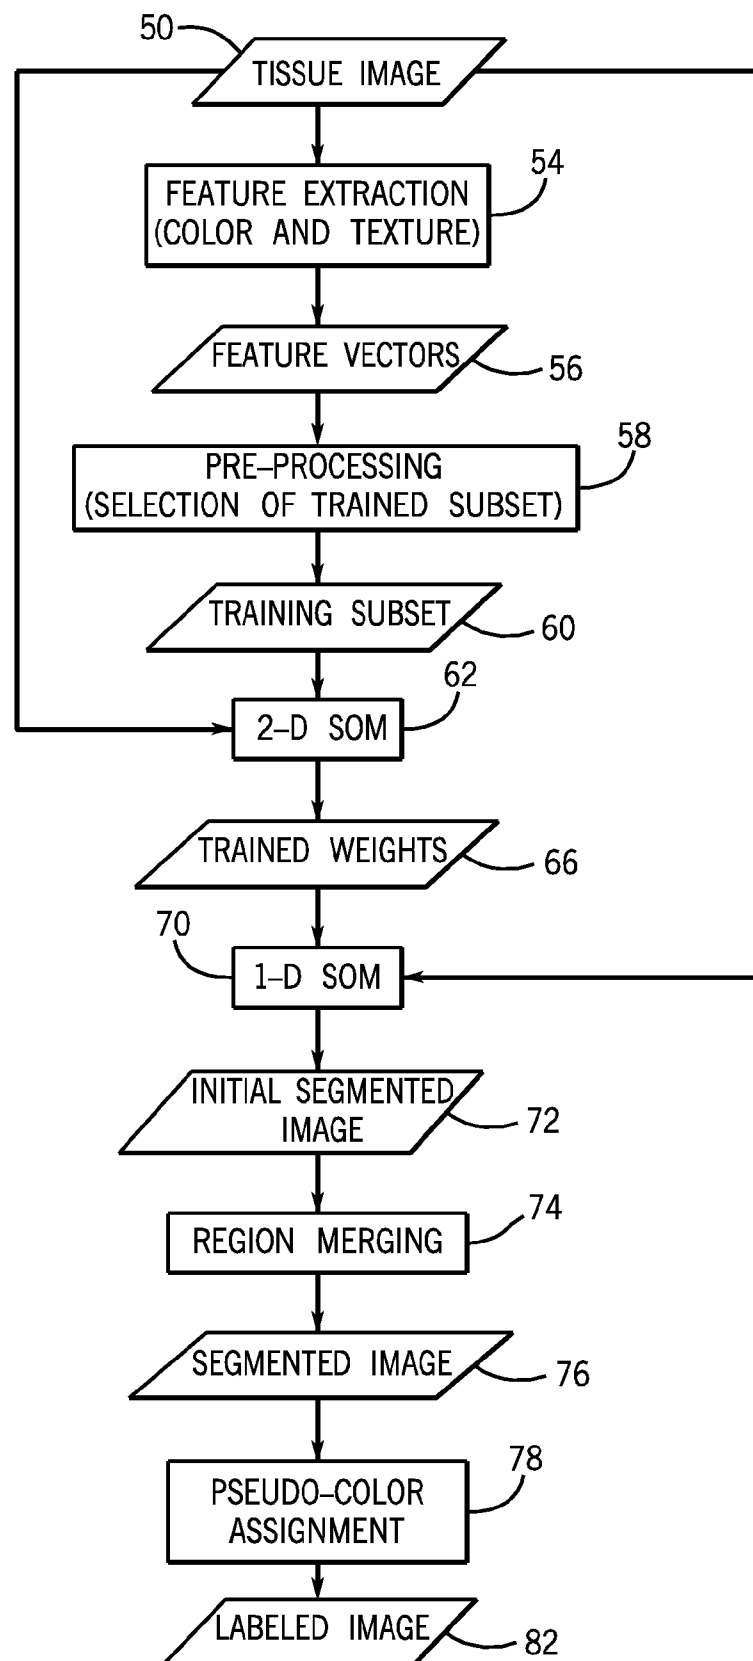 50
TISSUE IMAGE
54
FEATURE EXTRACTION
(COLOR AND TEXTURE)
FEATURE VECTORS
56
58
PRE–PROCESSING
(SELECTION OF TRAINED SUBSET)
TRAINING SUBSET
60
62
2–D SOM
TRAINED WEIGHTS
66
70
1–D SOM
INITIAL SEGMENTED
IMAGE
72
74
REGION MERGING
SEGMENTED IMAGE
76
78
PSEUDO–COLOR
ASSIGNMENT
LABELED IMAGE
82